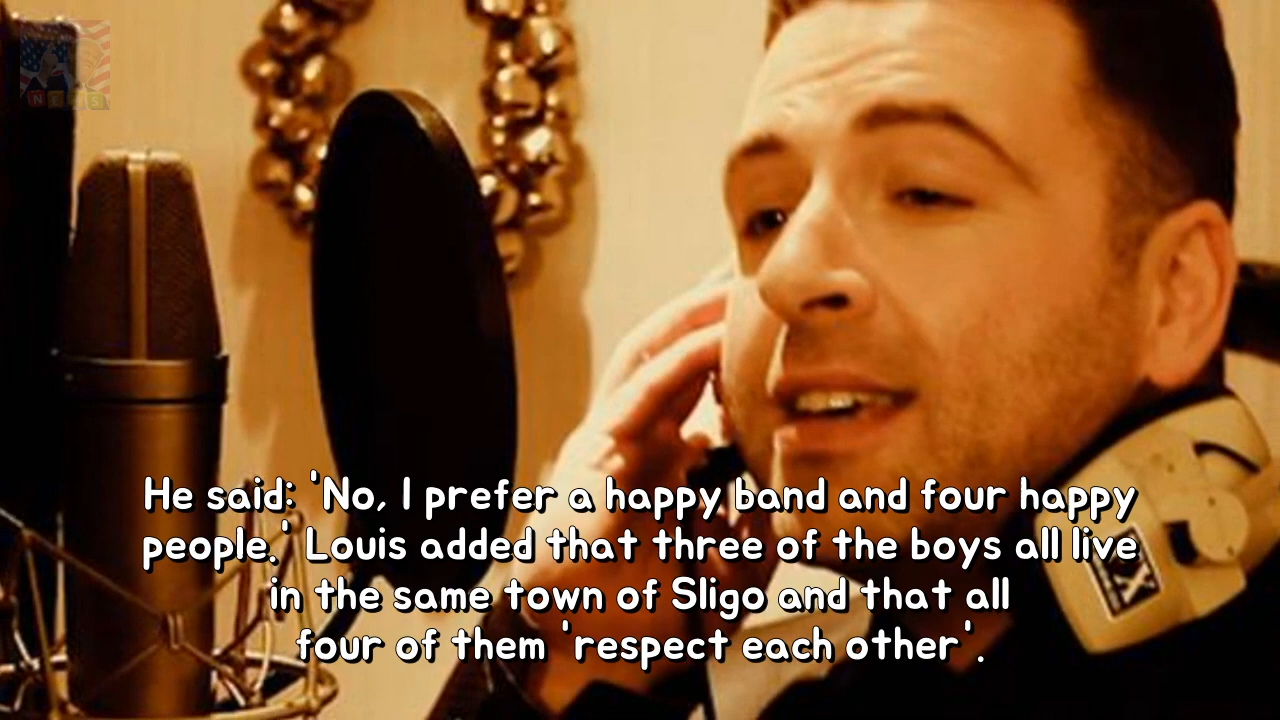 NEWS
He said: 'No, I prefer a happy band and four happy
people.' Louis added that three of the boys all live
in the same town of Sligo and that all
four of them 'respect each other'.